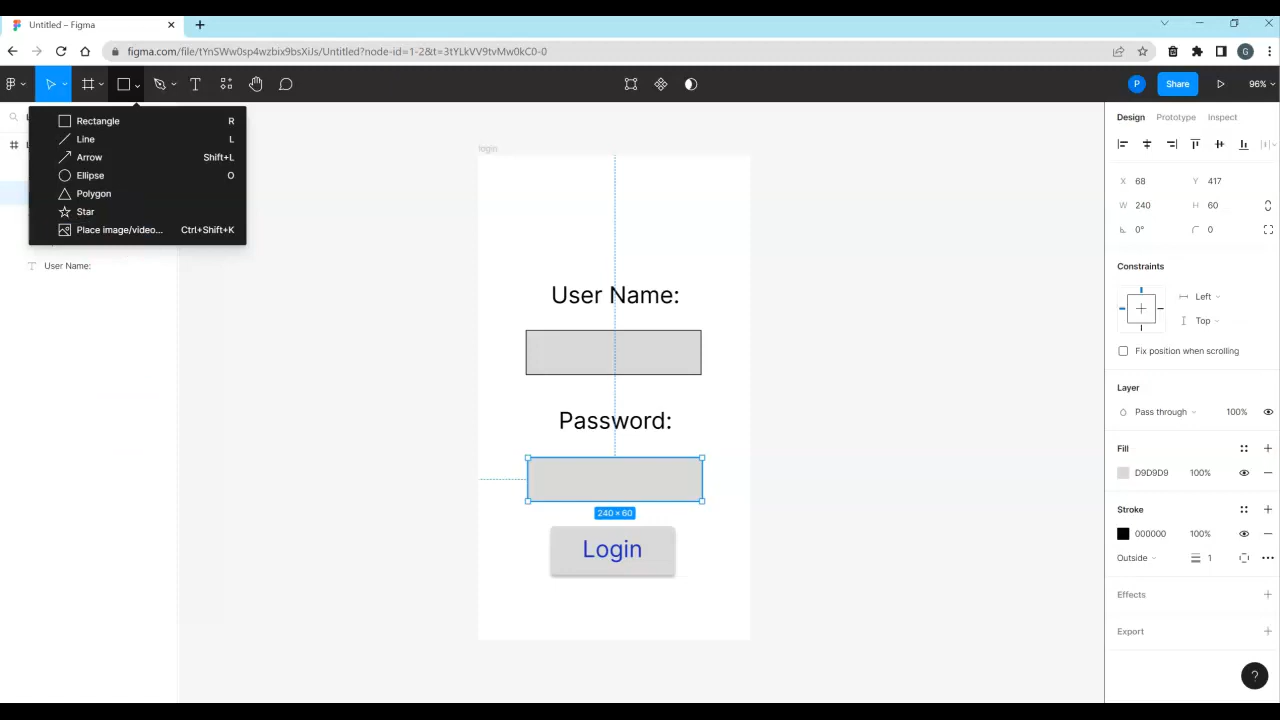 Untitled – Figma
figma.com/file/tYnSWw0sp4wzbix9bsXiJs/Untitled?node-id=1-2&t=3tYLkVV9tvMw0kC0-0
G
P
Share
96%
Rectangle R
Line L
Arrow Shift+L
Ellipse O
Polygon
Star
Place image/video... Ctrl+Shift+K
User Name:
login
User Name:
Password:
240 × 60
Login
Design Prototype Inspect
X 68 Y 417
W 240 H 60
0° 0
Constraints
Left
Top
Fix position when scrolling
Layer
Pass through 100%
Fill
D9D9D9 100%
Stroke
000000 100%
Outside 1
Effects
Export
?